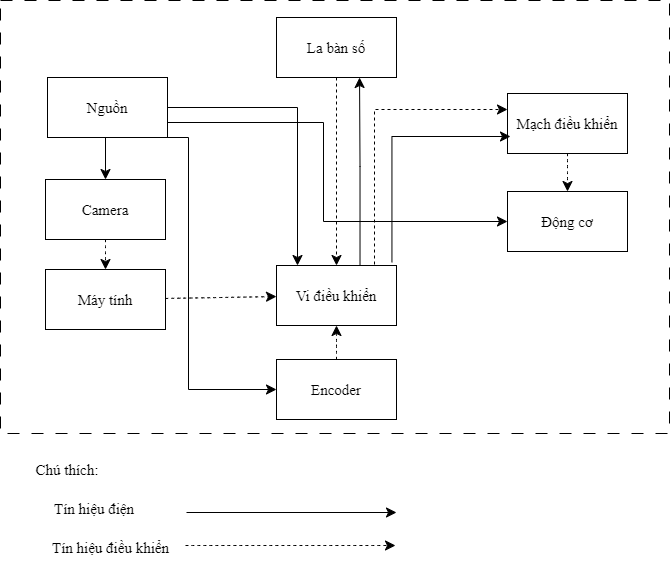 La bàn số
Nguồn
Mạch điều khiển
Camera
Động cơ
Máy tính
Vi điều khiển
Encoder
Chú thích:
Tín hiệu điện
Tín hiệu điều khiển